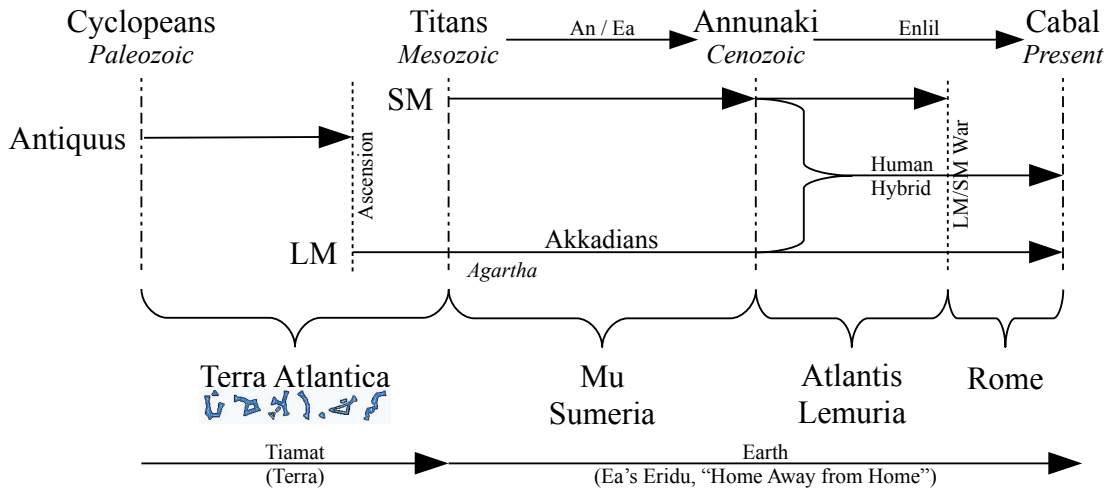 Cyclopeans Titans An / Ea Annunaki Enlil Cabal
Paleozoic Mesozoic Cenozoic Present
SM
Antiquus
Ascension
Human
Hybrid
LM/SM War
LM Akkadians
Agartha
Terra Atlantica Mu Atlantis Rome
Sumeria Lemuria
Tiamat Earth
(Terra) (Ea's Eridu, “Home Away from Home”)